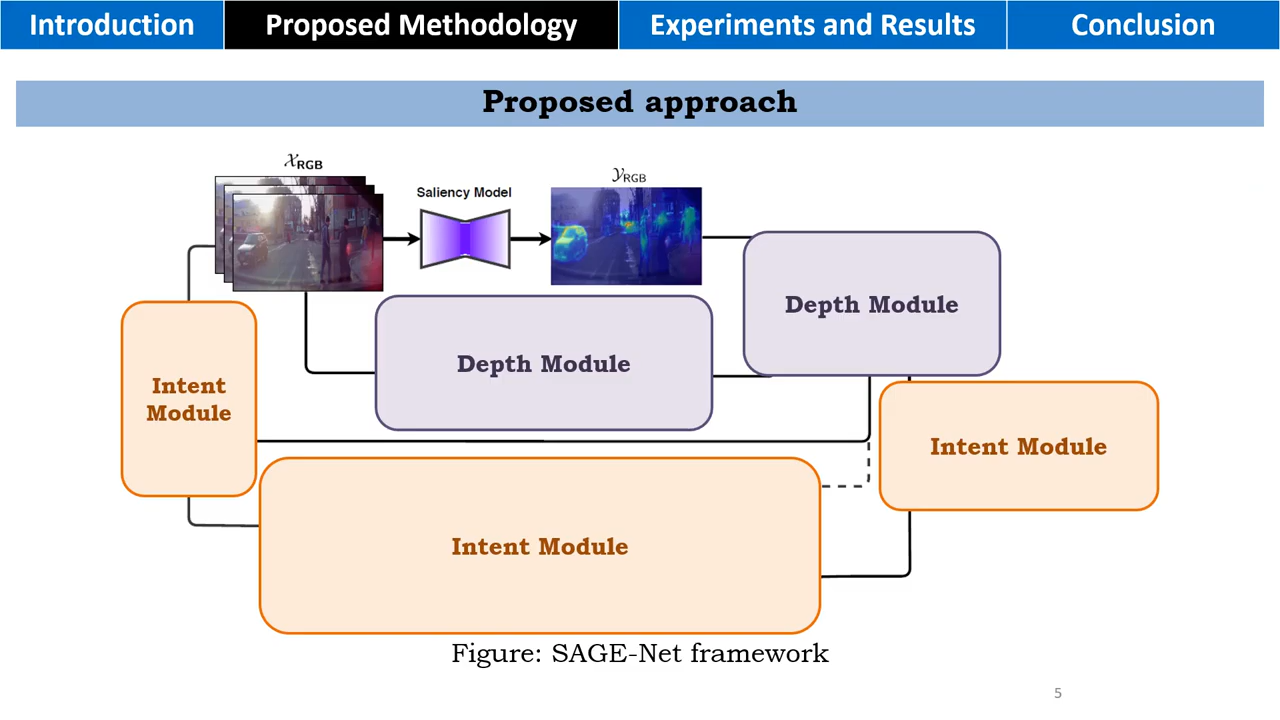 Introduction
Proposed Methodology
Experiments and Results
Conclusion
Proposed approach
𝒳RGB
Saliency Model
𝒴RGB
Depth Module
Depth Module
Intent
Module
Intent Module
Intent Module
Figure: SAGE-Net framework
5